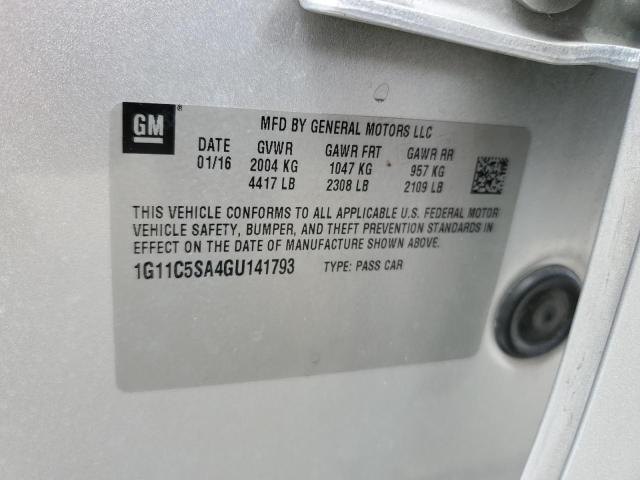 GM
MFD BY GENERAL MOTORS LLC
DATE GVWR GAWR FRT GAWR RR
01/16 2004 KG 1047 KG 957 KG
4417 LB 2308 LB 2109 LB
THIS VEHICLE CONFORMS TO ALL APPLICABLE U.S. FEDERAL MOTOR
VEHICLE SAFETY, BUMPER, AND THEFT PREVENTION STANDARDS IN
EFFECT ON THE DATE OF MANUFACTURE SHOWN ABOVE.
1G11C5SA4GU141793 TYPE: PASS CAR